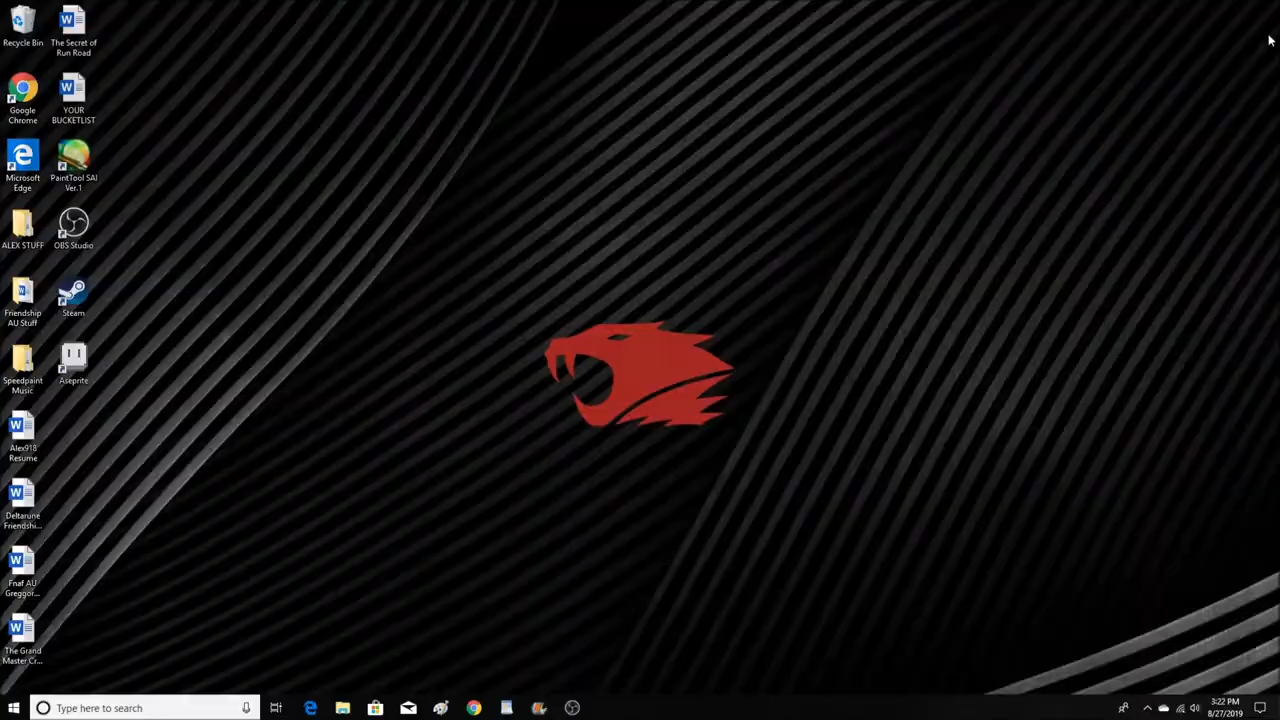 Recycle Bin
The Secret of
Run Road
Google
Chrome
YOUR
BUCKETLIST
Microsoft
Edge
PaintTool SAI
Ver.1
ALEX STUFF
OBS Studio
Friendship
AU Stuff
Steam
Speedpaint
Music
Aseprite
Alex918
Resume
Deltarune
Friendshi...
Fnaf AU
Greggor...
The Grand
Master Cr...
Type here to search
3:22 PM
8/27/2019